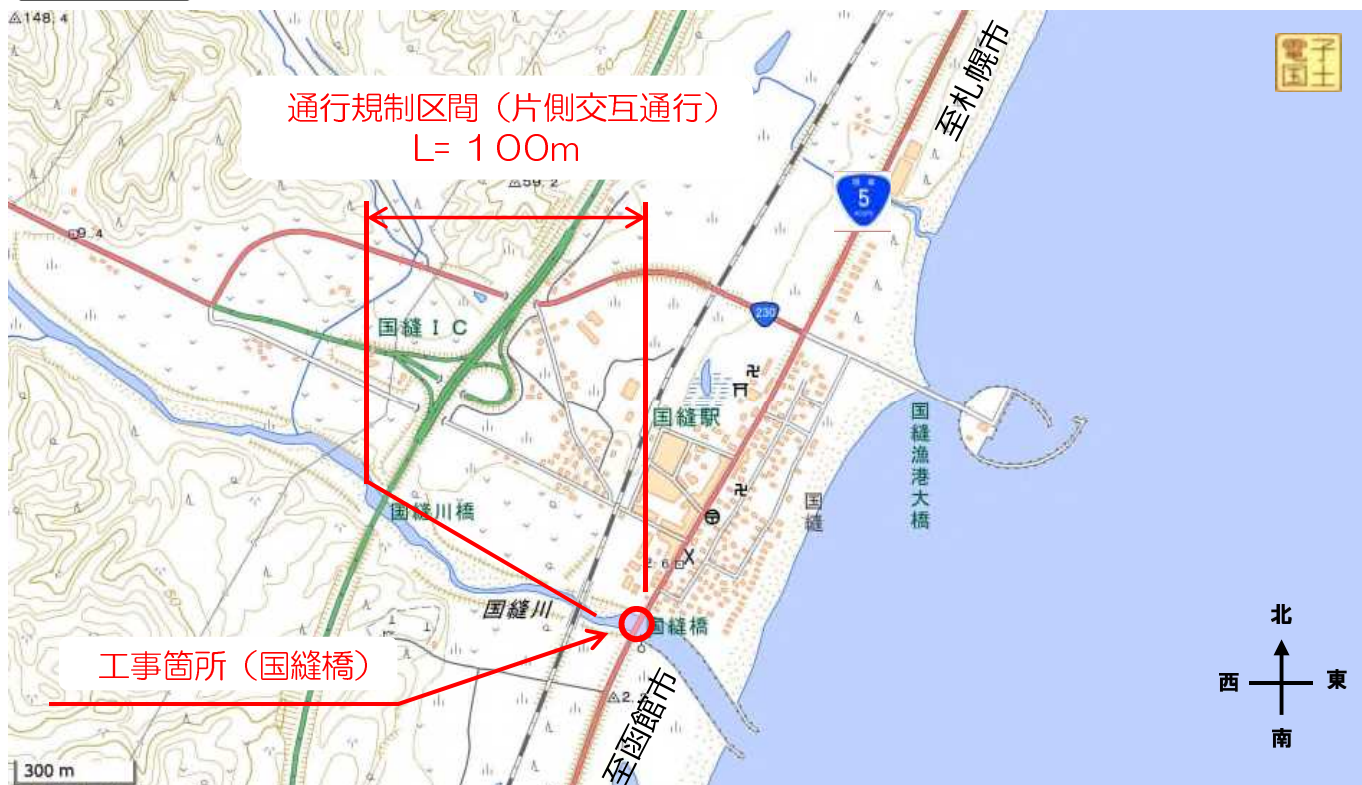 148.4
電子国土
至札幌市
通行規制区間（片側交互通行）
L=１００m
59.2
5
9.4
国縫ＩＣ
230
国縫駅
国縫漁港大橋
国縫
国縫川橋
2.6
国縫川
国縫橋
工事箇所（国縫橋）
至函館市
北
西
東
南
300 m
60